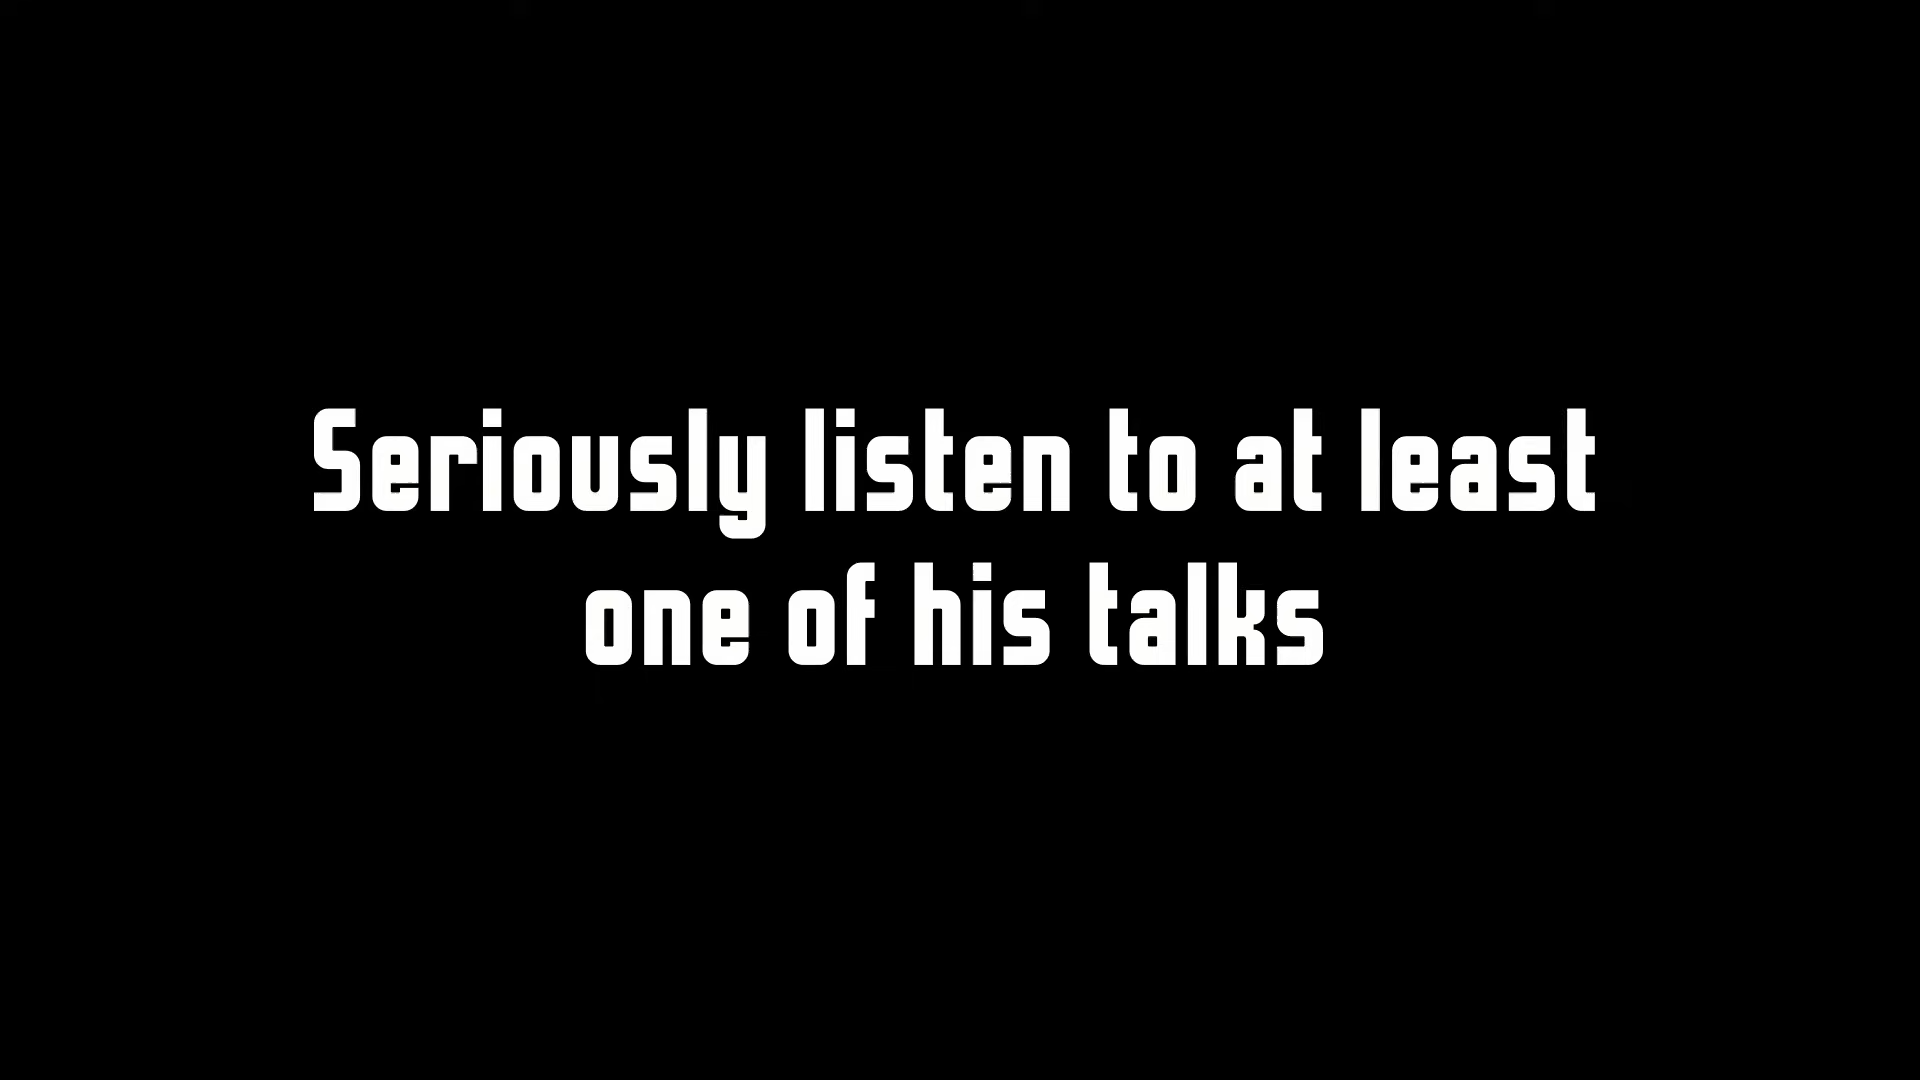 Seriously listen to at least
one of his talks